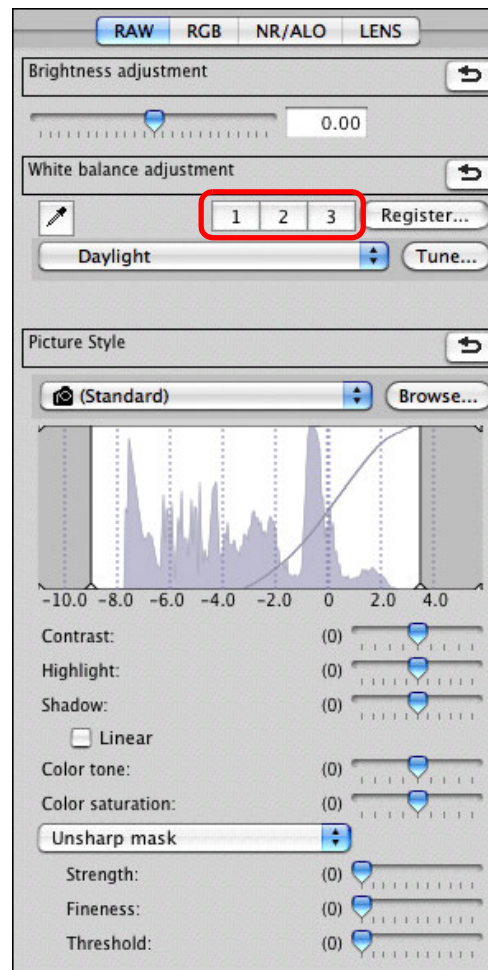 RAW RGB NR/ALO LENS
Brightness adjustment
0.00
White balance adjustment
1 2 3 Register...
Daylight Tune...
Picture Style
(Standard) Browse...
-10.0 -8.0 -6.0 -4.0 -2.0 0 2.0 4.0
Contrast: (0)
Highlight: (0)
Shadow: (0)
Linear
Color tone: (0)
Color saturation: (0)
Unsharp mask
Strength: (0)
Fineness: (0)
Threshold: (0)